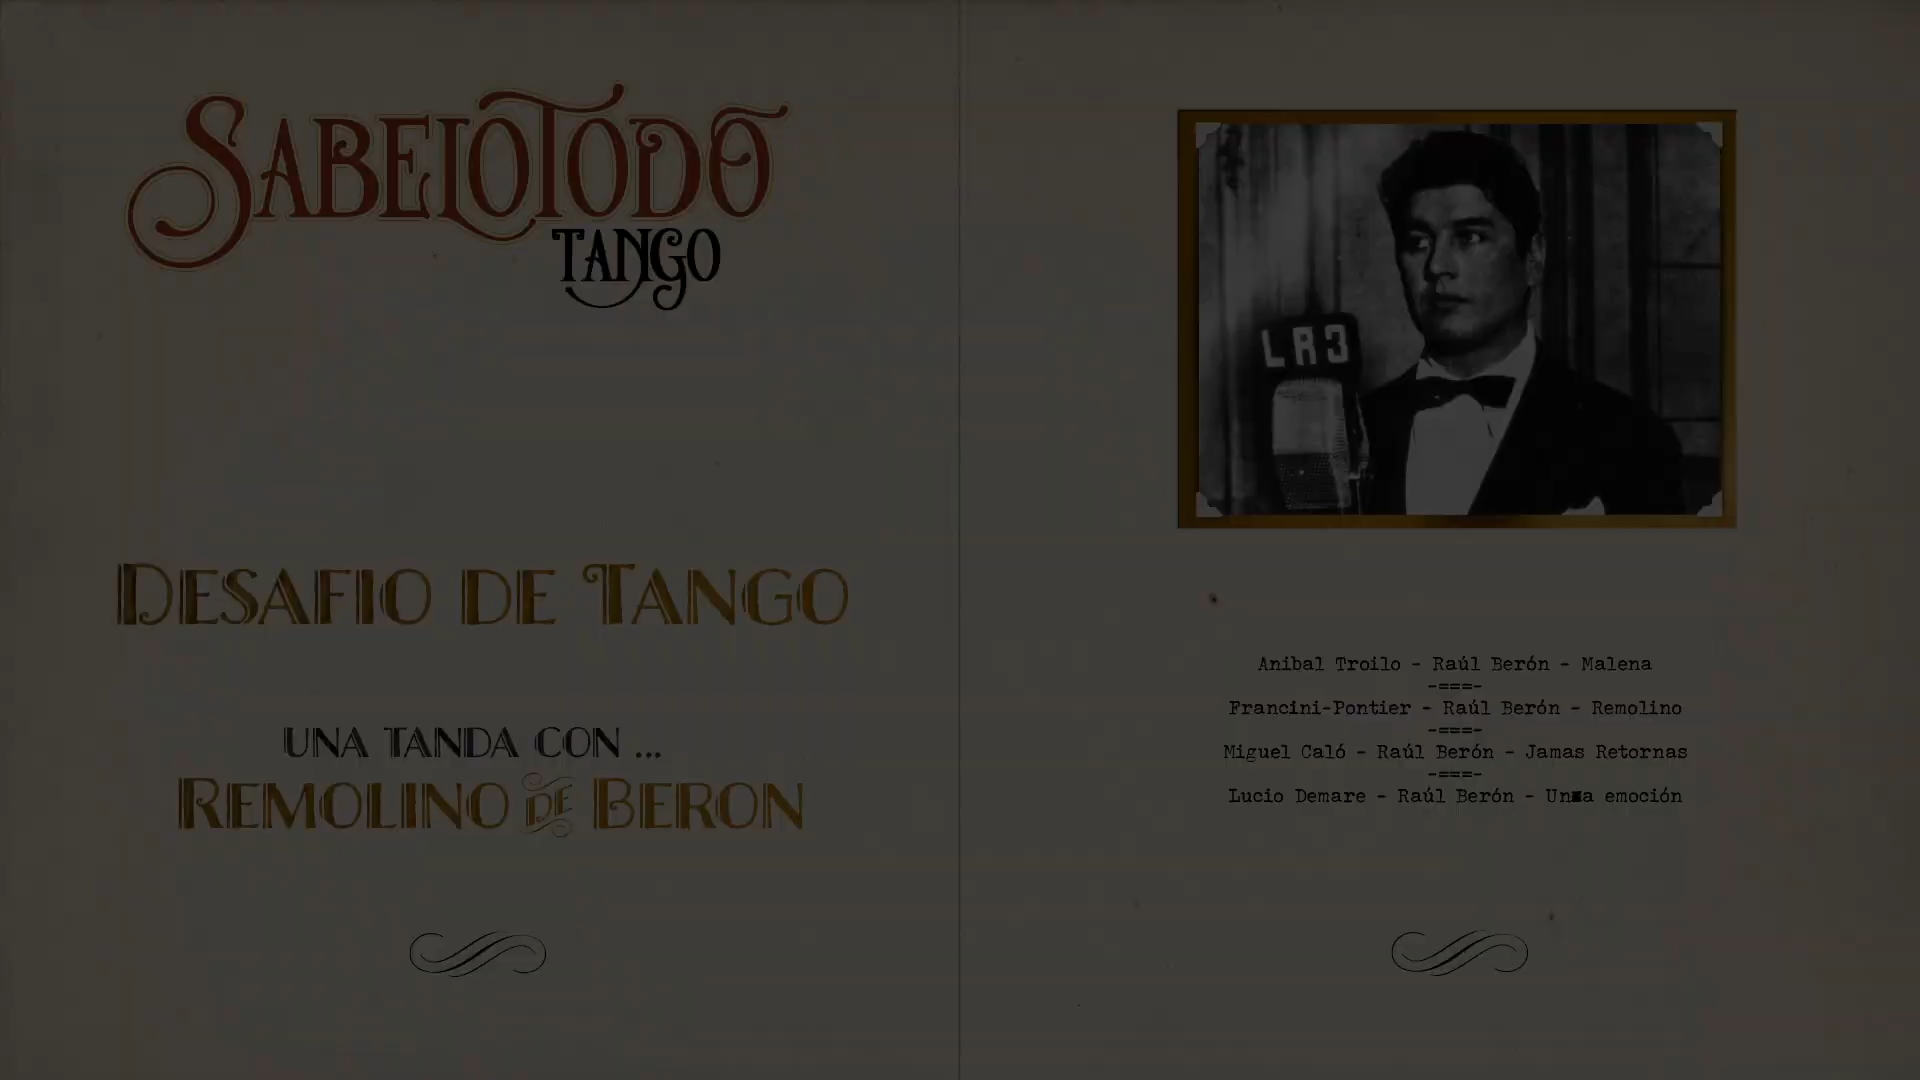 SABELOTODO
TANGO
DESAFIO DE TANGO
UNA TANDA CON ...
REMOLINO DE BERON
LR3
Anibal Troilo - Raúl Berón - Malena
-===-
Francini-Pontier - Raúl Berón - Remolino
-===-
Miguel Caló - Raúl Berón - Jamas Retornas
-===-
Lucio Demare - Raúl Berón - emoción